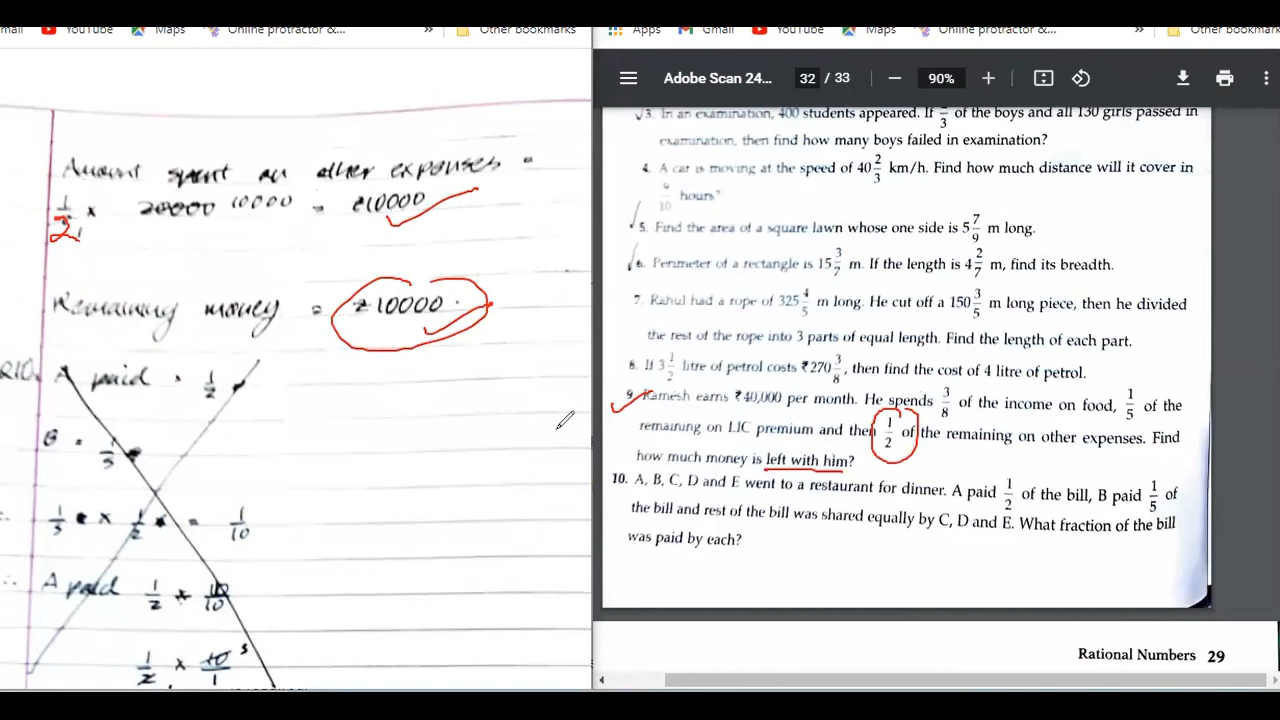 YouTube
Maps
Online protractor &...
»
Other bookmarks
Apps
Gmail
YouTube
Maps
Online protractor &...
»
Other bookmarks
Adobe Scan 24...
32 / 33
90%
Amount spent on other expenses =
1/2 x 20000 10000 = ₹10000
Remaining money = ₹10000.
Q10. A paid = 1/2
B = 1/5
∴ 1/5 x 1/2 = 1/10
∴ A paid 1/2 x 10/10
1/2 x 10/1 5
3. In an examination, 400 students appeared. If /3 of the boys and all 130 girls passed in
examination, then find how many boys failed in examination?
4. A car is moving at the speed of 40 2/3 km/h. Find how much distance will it cover in
9/10 hours?
5. Find the area of a square lawn whose one side is 5 7/9 m long.
6. Perimeter of a rectangle is 15 3/7 m. If the length is 4 2/7 m, find its breadth.
7. Rahul had a rope of 325 4/5 m long. He cut off a 150 3/5 m long piece, then he divided
the rest of the rope into 3 parts of equal length. Find the length of each part.
8. If 3 1/2 litre of petrol costs ₹270 3/8, then find the cost of 4 litre of petrol.
9. Ramesh earns ₹40,000 per month. He spends 3/8 of the income on food, 1/5 of the
remaining on LIC premium and then 1/2 of the remaining on other expenses. Find
how much money is left with him?
10. A, B, C, D and E went to a restaurant for dinner. A paid 1/2 of the bill, B paid 1/5 of
the bill and rest of the bill was shared equally by C, D and E. What fraction of the bill
was paid by each?
Rational Numbers 29